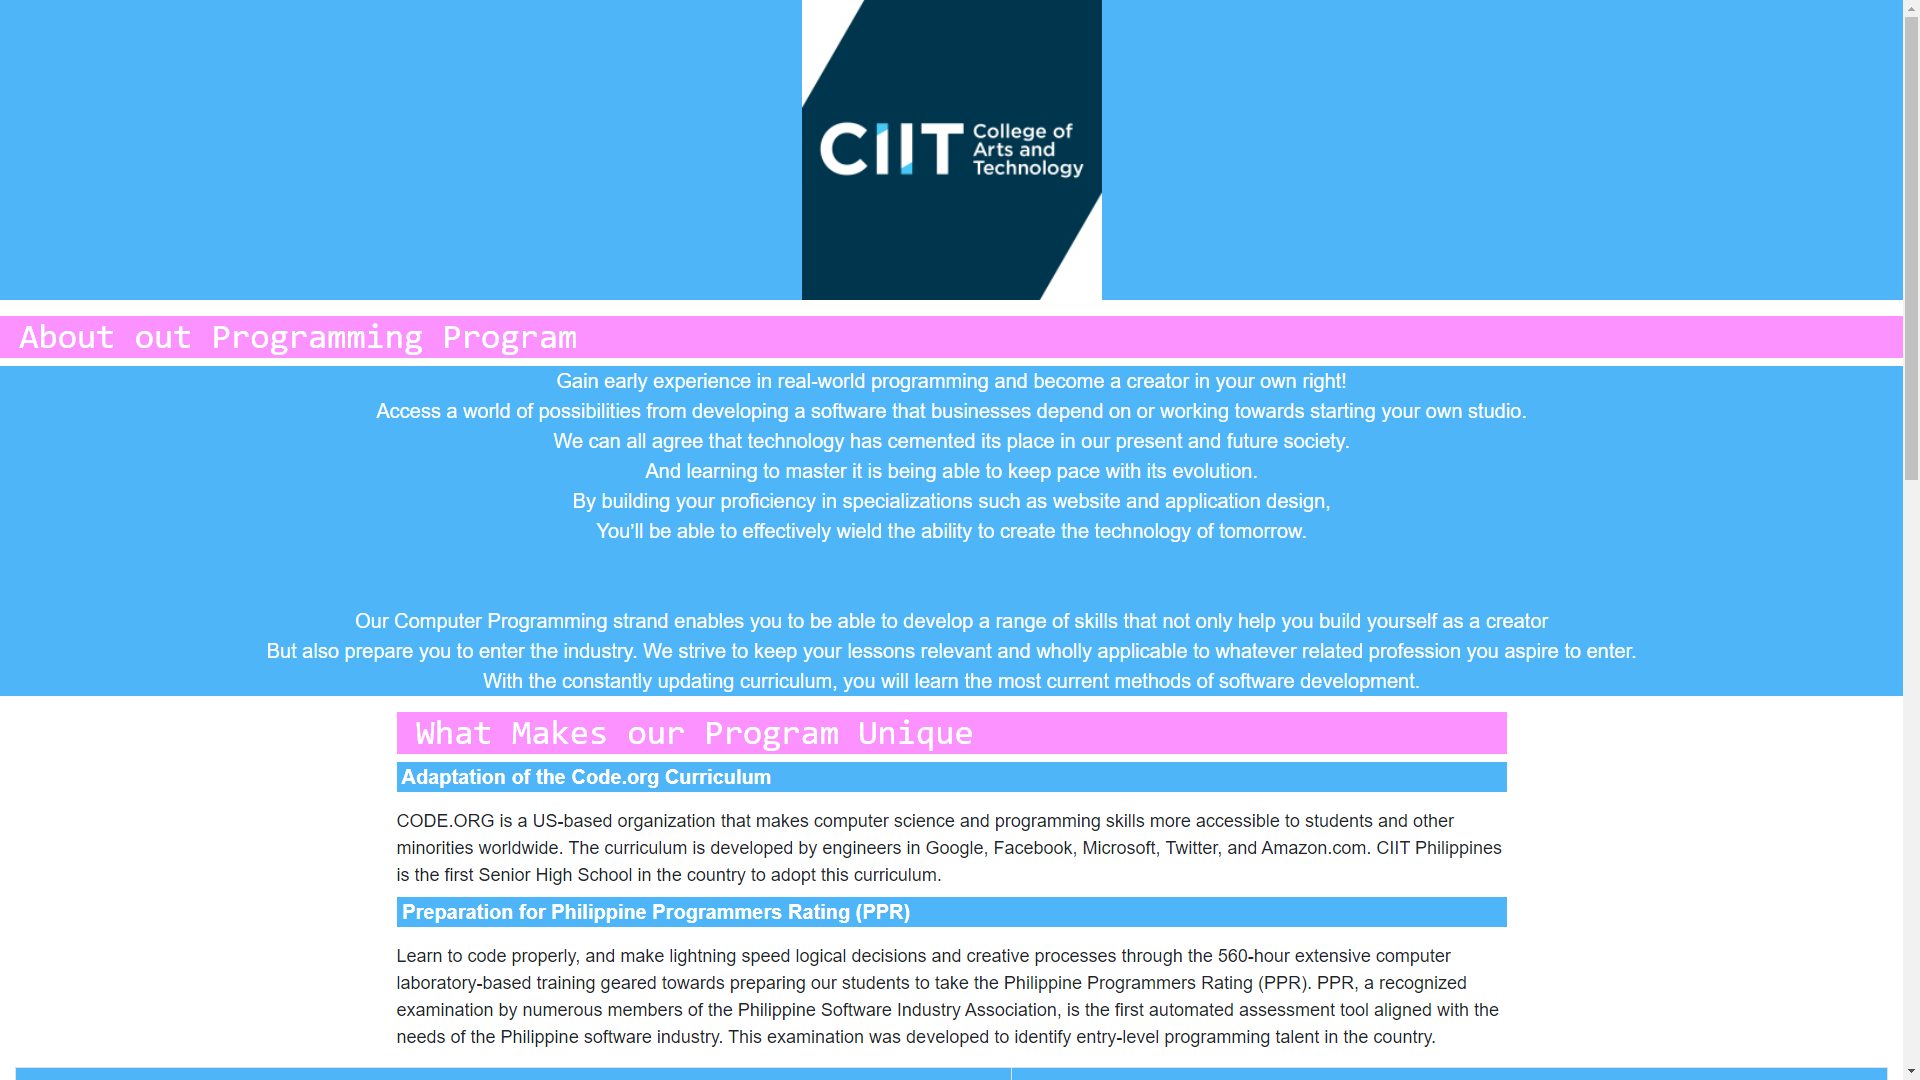 CIIT College of
Arts and
Technology
About out Programming Program
Gain early experience in real-world programming and become a creator in your own right!
Access a world of possibilities from developing a software that businesses depend on or working towards starting your own studio.
We can all agree that technology has cemented its place in our present and future society.
And learning to master it is being able to keep pace with its evolution.
By building your proficiency in specializations such as website and application design,
You’ll be able to effectively wield the ability to create the technology of tomorrow.
Our Computer Programming strand enables you to be able to develop a range of skills that not only help you build yourself as a creator
But also prepare you to enter the industry. We strive to keep your lessons relevant and wholly applicable to whatever related profession you aspire to enter.
With the constantly updating curriculum, you will learn the most current methods of software development.
What Makes our Program Unique
Adaptation of the Code.org Curriculum
CODE.ORG is a US-based organization that makes computer science and programming skills more accessible to students and other
minorities worldwide. The curriculum is developed by engineers in Google, Facebook, Microsoft, Twitter, and Amazon.com. CIIT Philippines
is the first Senior High School in the country to adopt this curriculum.
Preparation for Philippine Programmers Rating (PPR)
Learn to code properly, and make lightning speed logical decisions and creative processes through the 560-hour extensive computer
laboratory-based training geared towards preparing our students to take the Philippine Programmers Rating (PPR). PPR, a recognized
examination by numerous members of the Philippine Software Industry Association, is the first automated assessment tool aligned with the
needs of the Philippine software industry. This examination was developed to identify entry-level programming talent in the country.